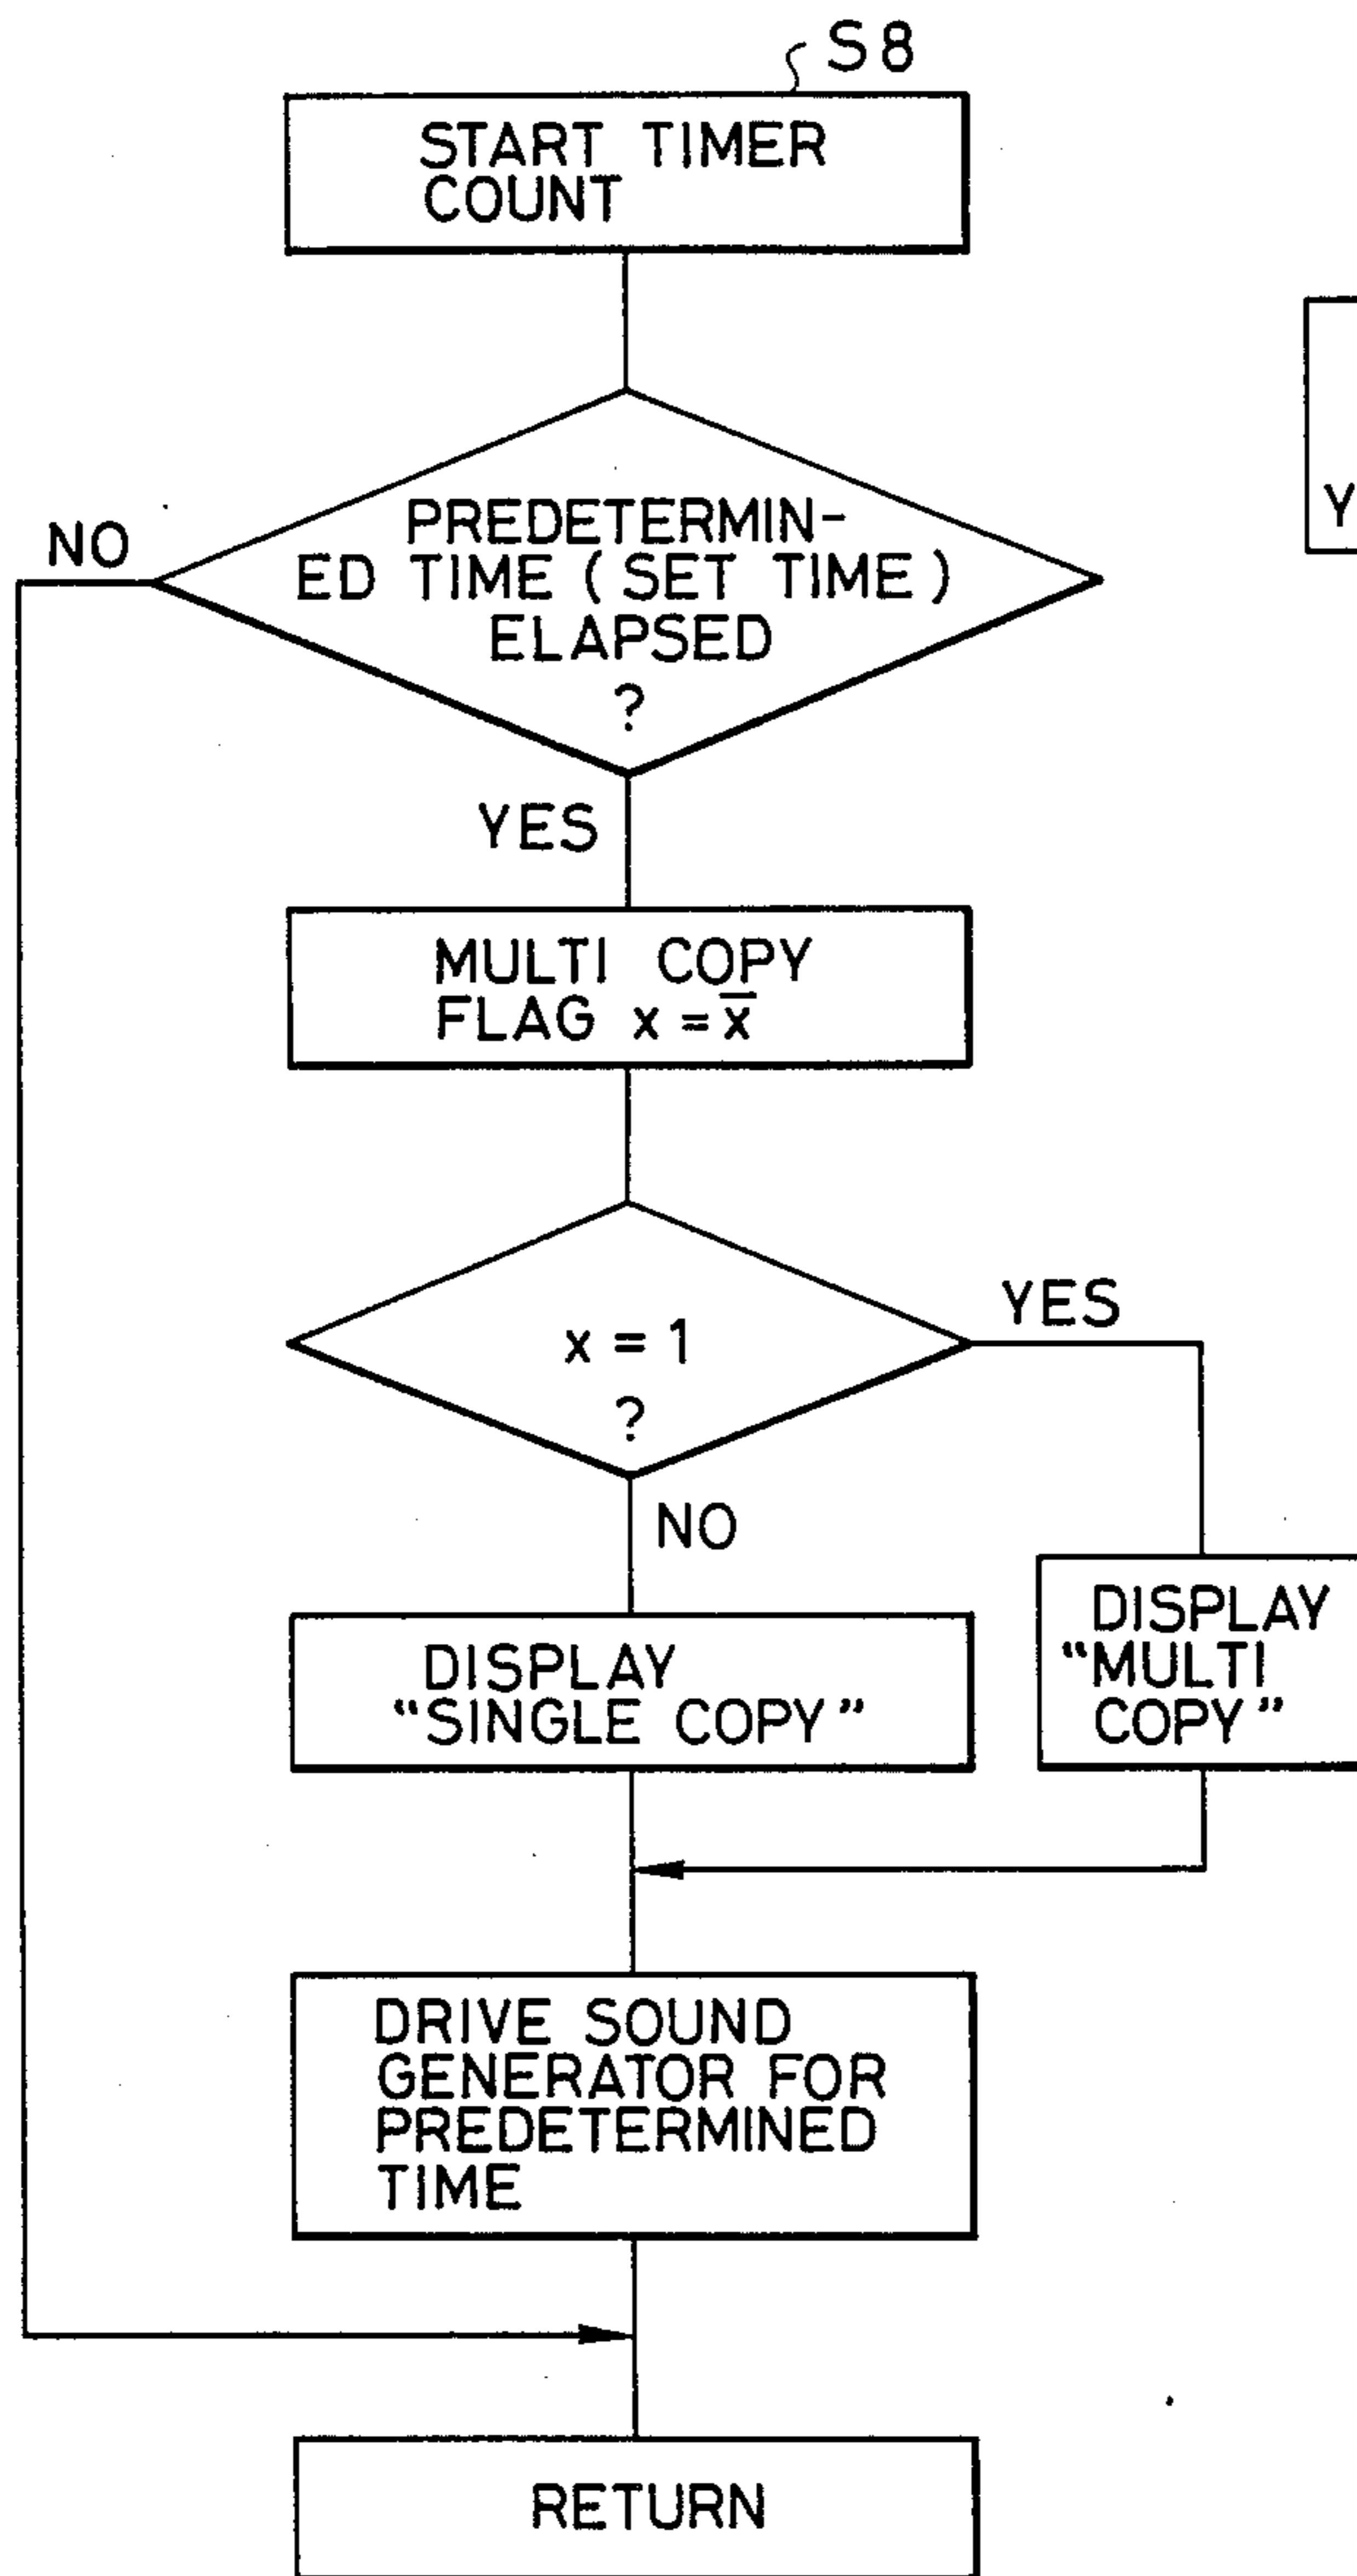 S8
START TIMER
COUNT
PREDETERMIN-
ED TIME (SET TIME)
ELAPSED
?
NO
Y
YES
MULTI COPY
FLAG x = x̅
x = 1
?
YES
NO
DISPLAY
“SINGLE COPY”
DISPLAY
“MULTI
COPY”
DRIVE SOUND
GENERATOR FOR
PREDETERMINED
TIME
RETURN